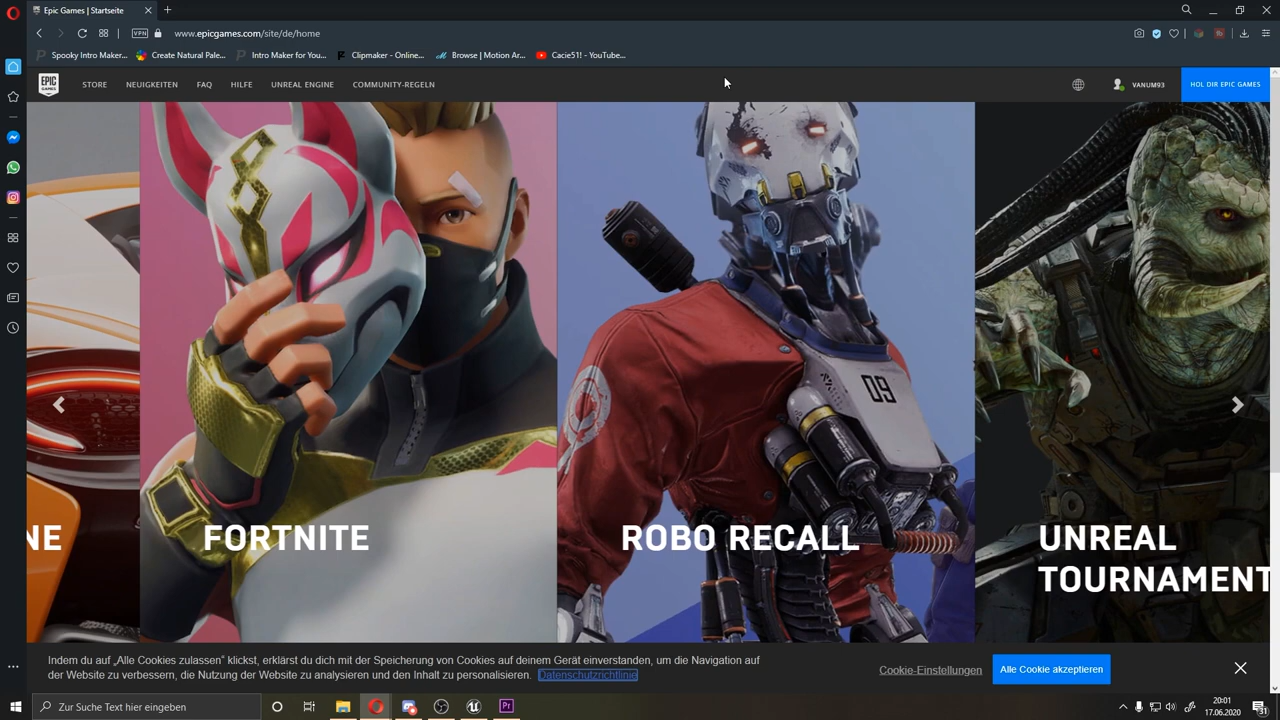 Epic Games | Startseite
VPN
www.epicgames.com/site/de/home
Spooky Intro Maker...
Create Natural Pale...
Intro Maker for You...
Clipmaker - Online...
Browse | Motion Ar...
Cacie51! - YouTube...
EPIC GAMES
STORE
NEUIGKEITEN
FAQ
HILFE
UNREAL ENGINE
COMMUNITY-REGELN
VANUM93
HOL DIR EPIC GAMES
09
NE
FORTNITE
ROBO RECALL
UNREAL
TOURNAMENT
Indem du auf „Alle Cookies zulassen“ klickst, erklärst du dich mit der Speicherung von Cookies auf deinem Gerät einverstanden, um die Navigation auf
der Website zu verbessern, die Nutzung der Website zu analysieren und den Inhalt zu personalisieren. Datenschutzrichtlinie
Cookie-Einstellungen
Alle Cookie akzeptieren
Zur Suche Text hier eingeben
Pr
20:01
17.06.2020
31